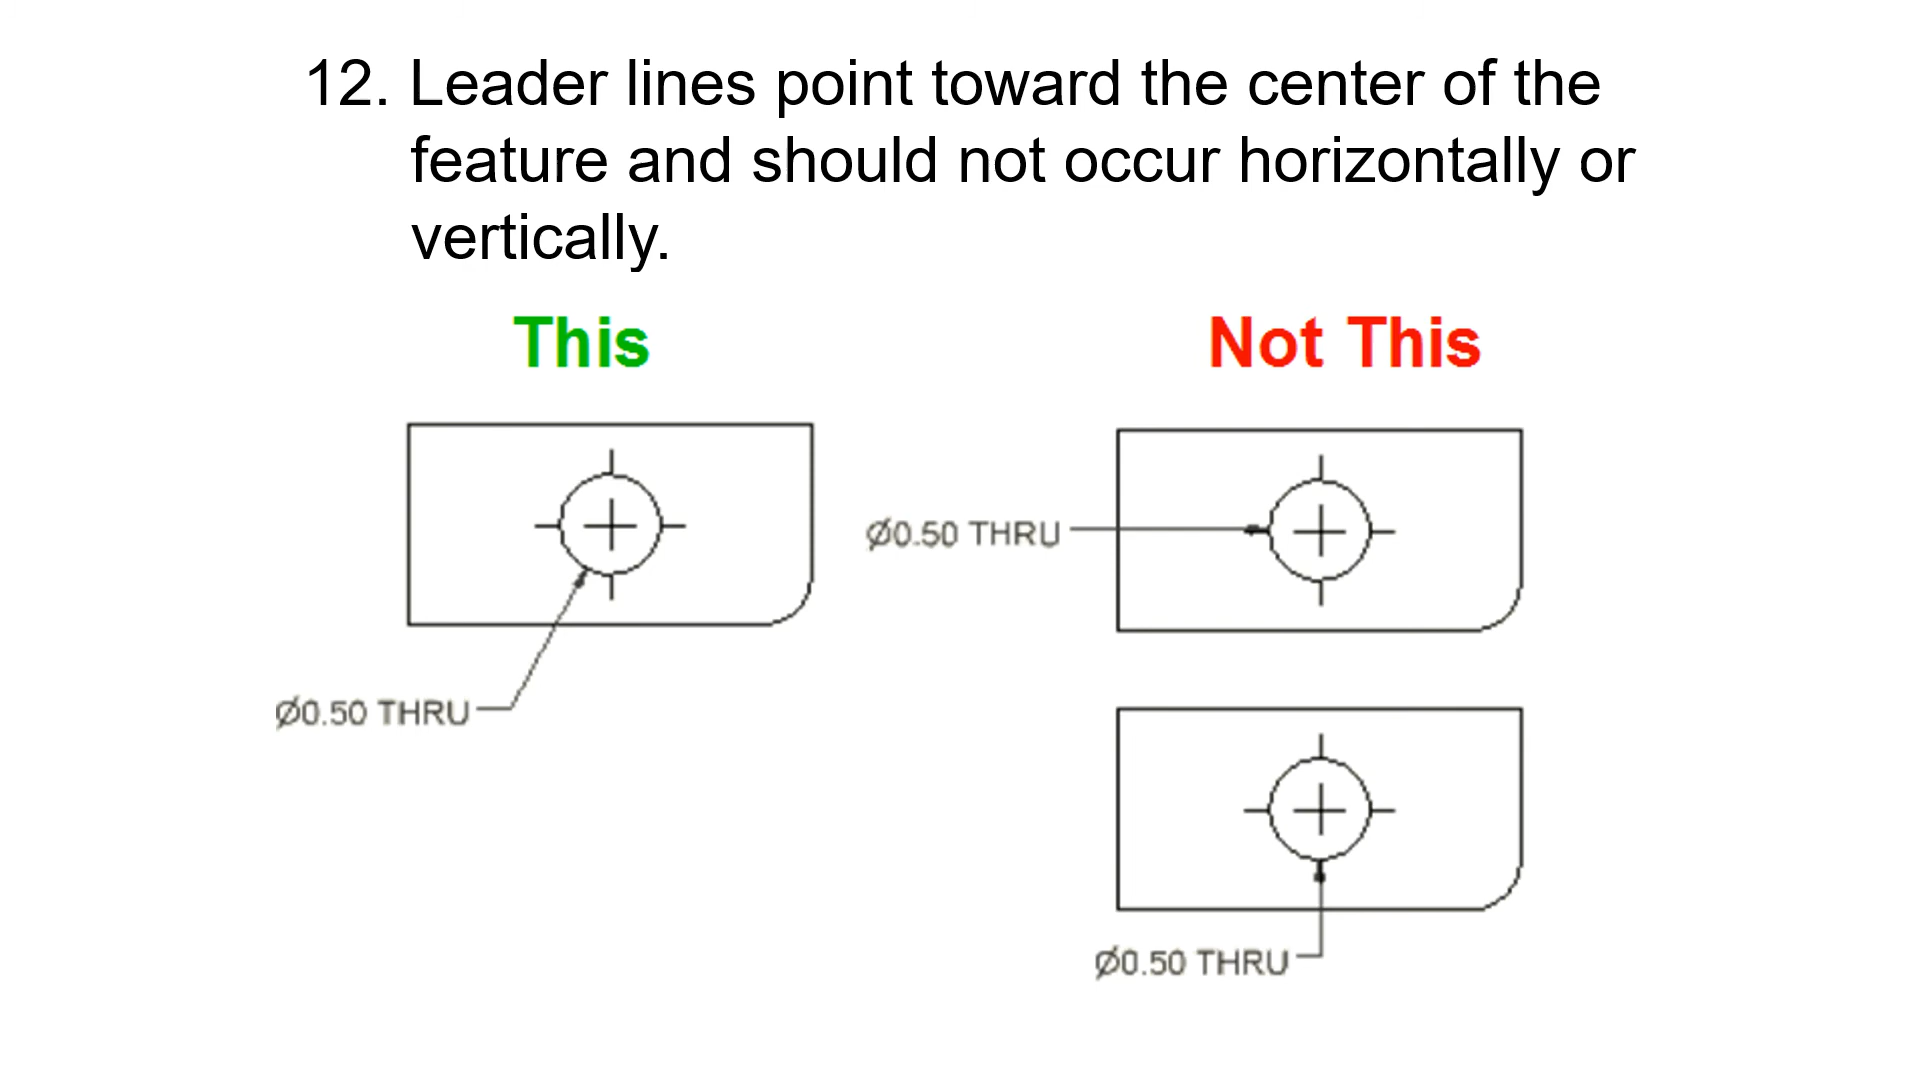 12. Leader lines point toward the center of the
feature and should not occur horizontally or
vertically.
This
Not This
Ø0.50 THRU
Ø0.50 THRU
Ø0.50 THRU